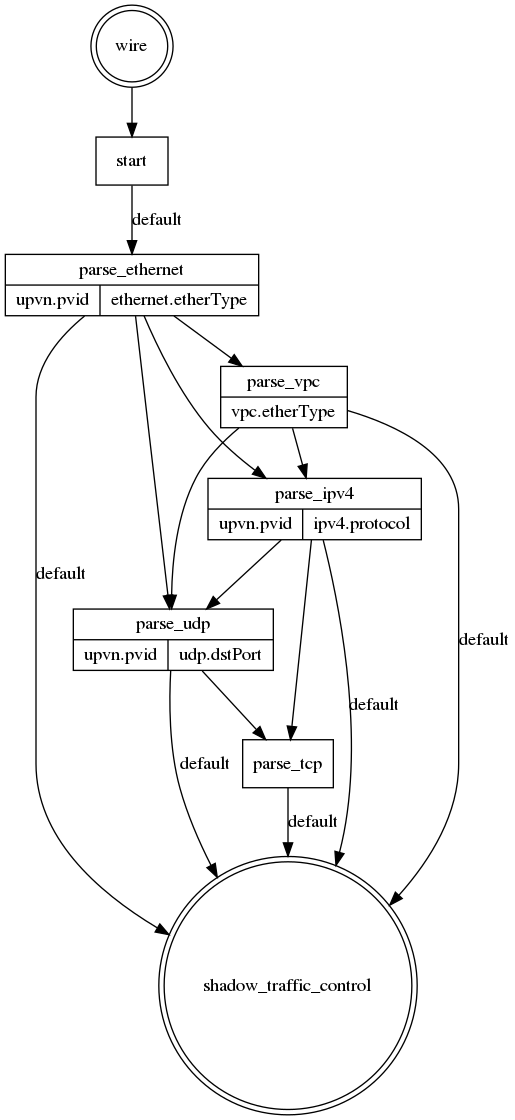 wire
start
default
parse_ethernet
upvn.pvid ethernet.etherType
parse_vpc
vpc.etherType
parse_ipv4
upvn.pvid ipv4.protocol
default
parse_udp
upvn.pvid udp.dstPort
default
default
default
parse_tcp
default
shadow_traffic_control